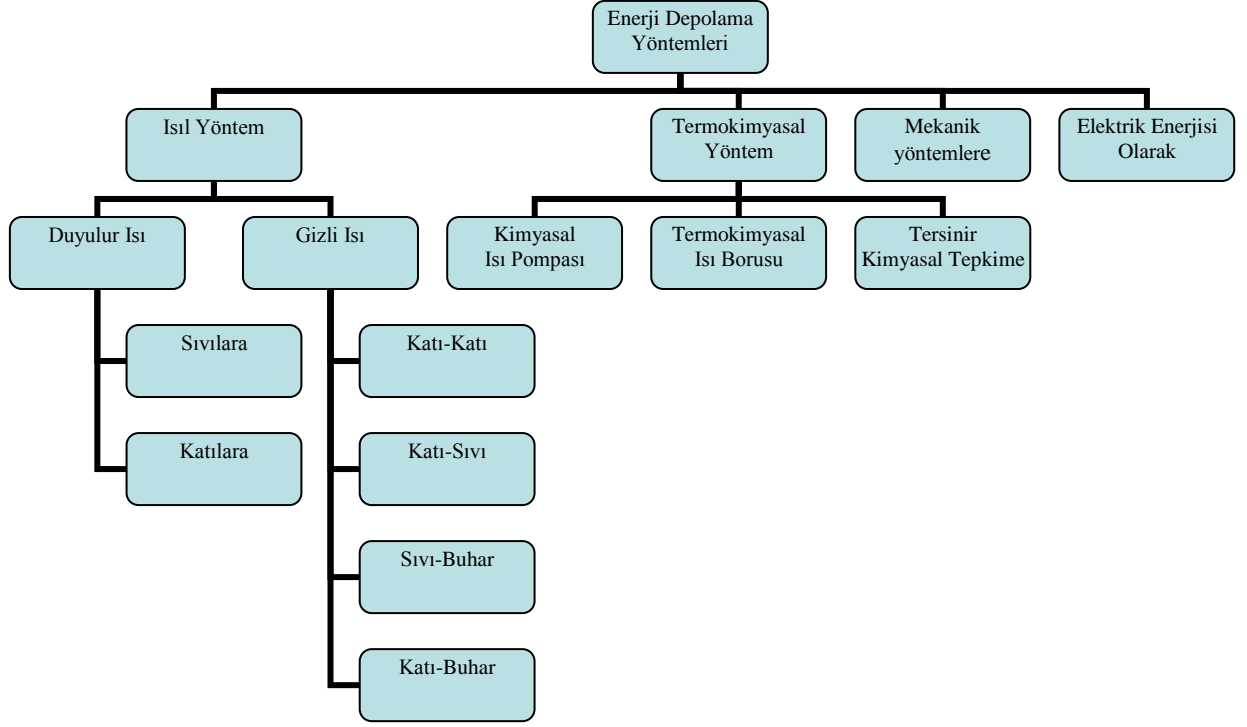 Enerji Depolama
Yöntemleri
Isıl Yöntem
Termokimyasal
Yöntem
Mekanik
yöntemlere
Elektrik Enerjisi
Olarak
Duyulur Isı
Gizli Isı
Kimyasal
Isı Pompası
Termokimyasal
Isı Borusu
Tersinir
Kimyasal Tepkime
Sıvılara
Katı-Katı
Katılara
Katı-Sıvı
Sıvı-Buhar
Katı-Buhar